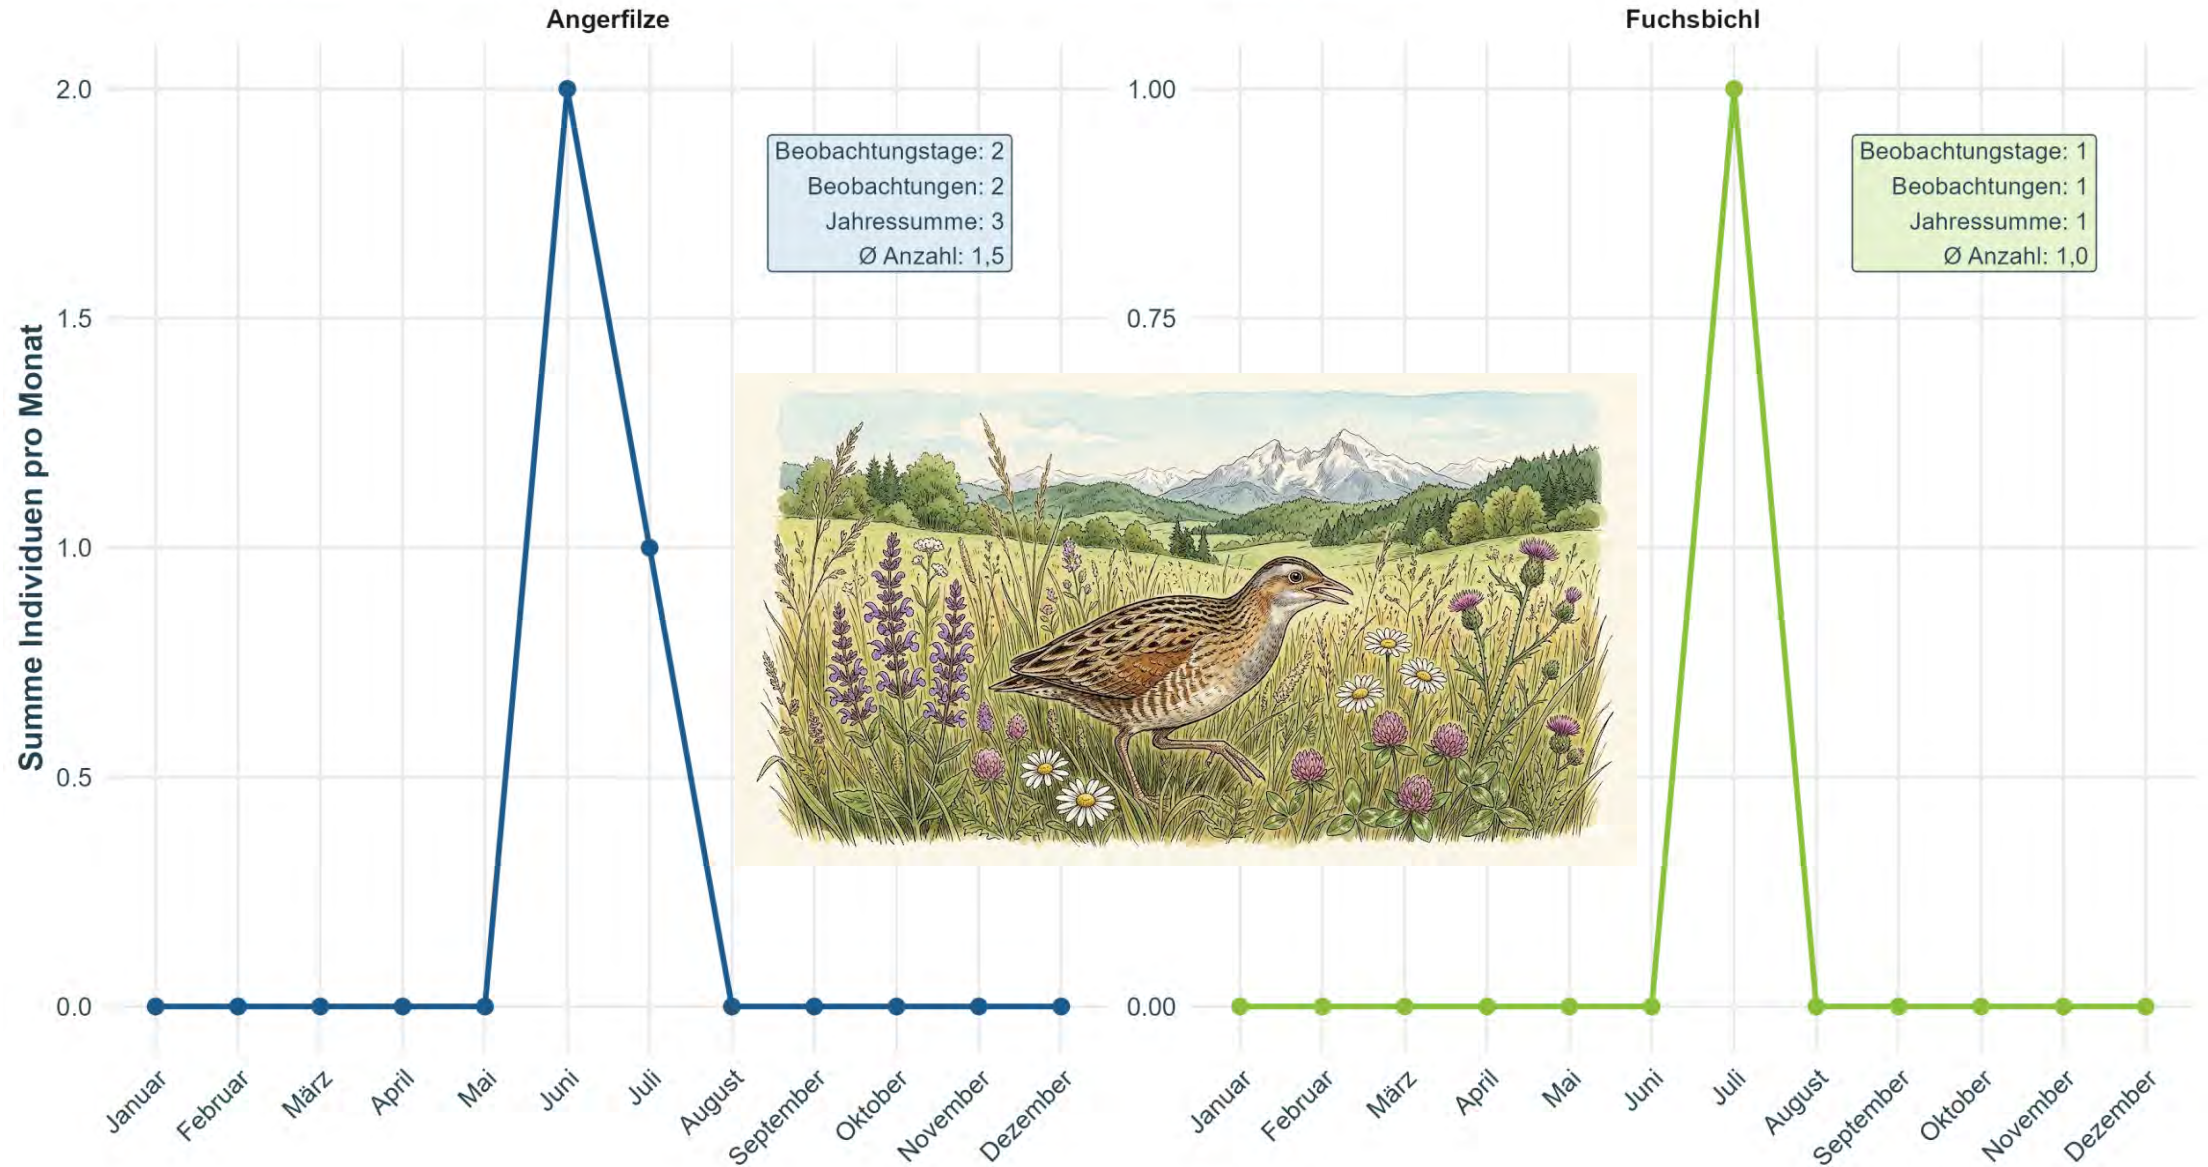 Angerfilze
Summe Individuen pro Monat
2.0
1.5
1.0
0.5
0.0
Beobachtungstage: 2
Beobachtungen: 2
Jahressumme: 3
Ø Anzahl: 1,5
Januar
Februar
März
April
Mai
Juni
Juli
August
September
Oktober
November
Dezember
Fuchsbichl
1.00
0.75
0.00
Beobachtungstage: 1
Beobachtungen: 1
Jahressumme: 1
Ø Anzahl: 1,0
Januar
Februar
März
April
Mai
Juni
Juli
August
September
Oktober
November
Dezember